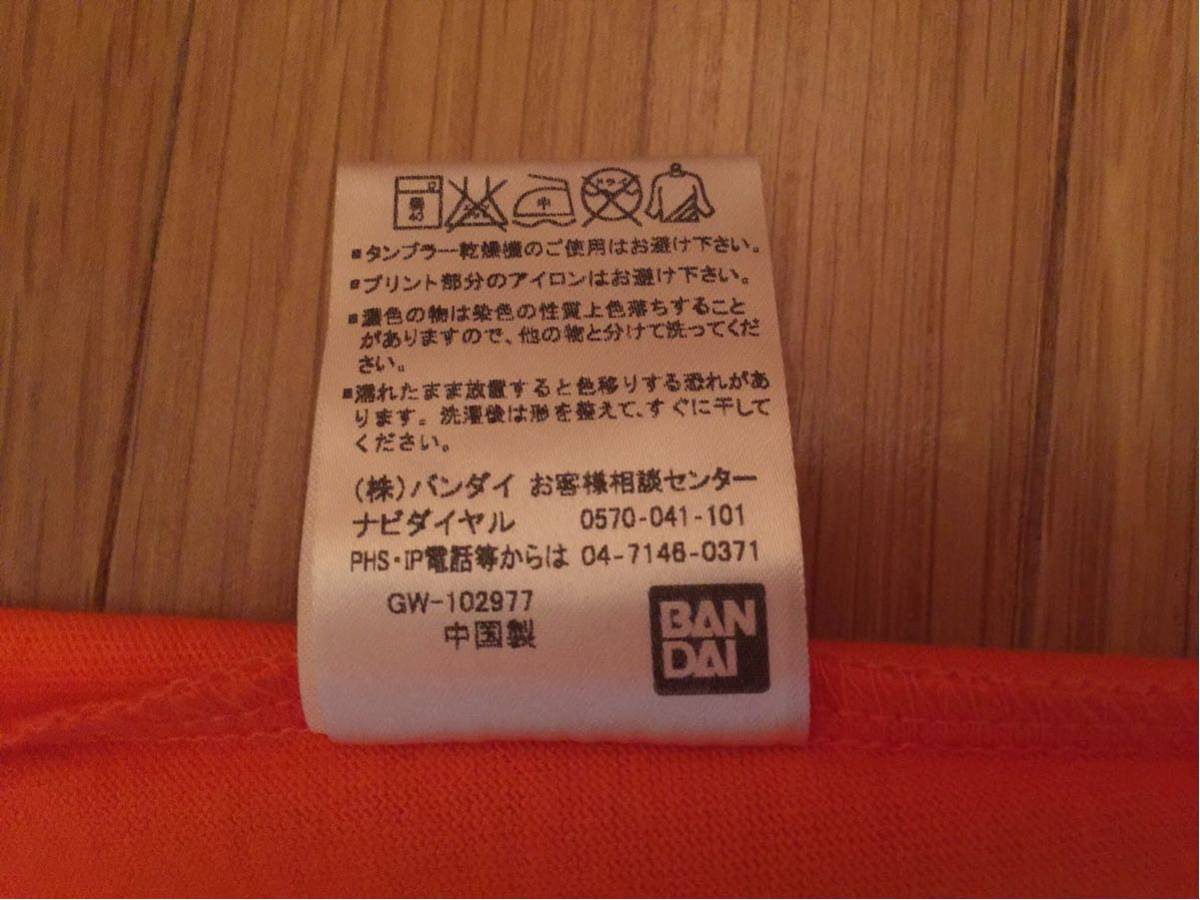 40
中
ドライ
■タンブラー乾燥機のご使用はお避け下さい。
■プリント部分のアイロンはお避け下さい。
■濃色の物は染色の性質上色落ちすること
がありますので、他の物と分けて洗ってくだ
さい。
■濡れたまま放置すると色移りする恐れがあ
ります。洗濯後は形を整えて、すぐに干して
ください。
(株)バンダイ お客様相談センター
ナビダイヤル 0570-041-101
PHS・IP電話等からは 04-7146-0371
GW-102977
中国製
BAN
DAI